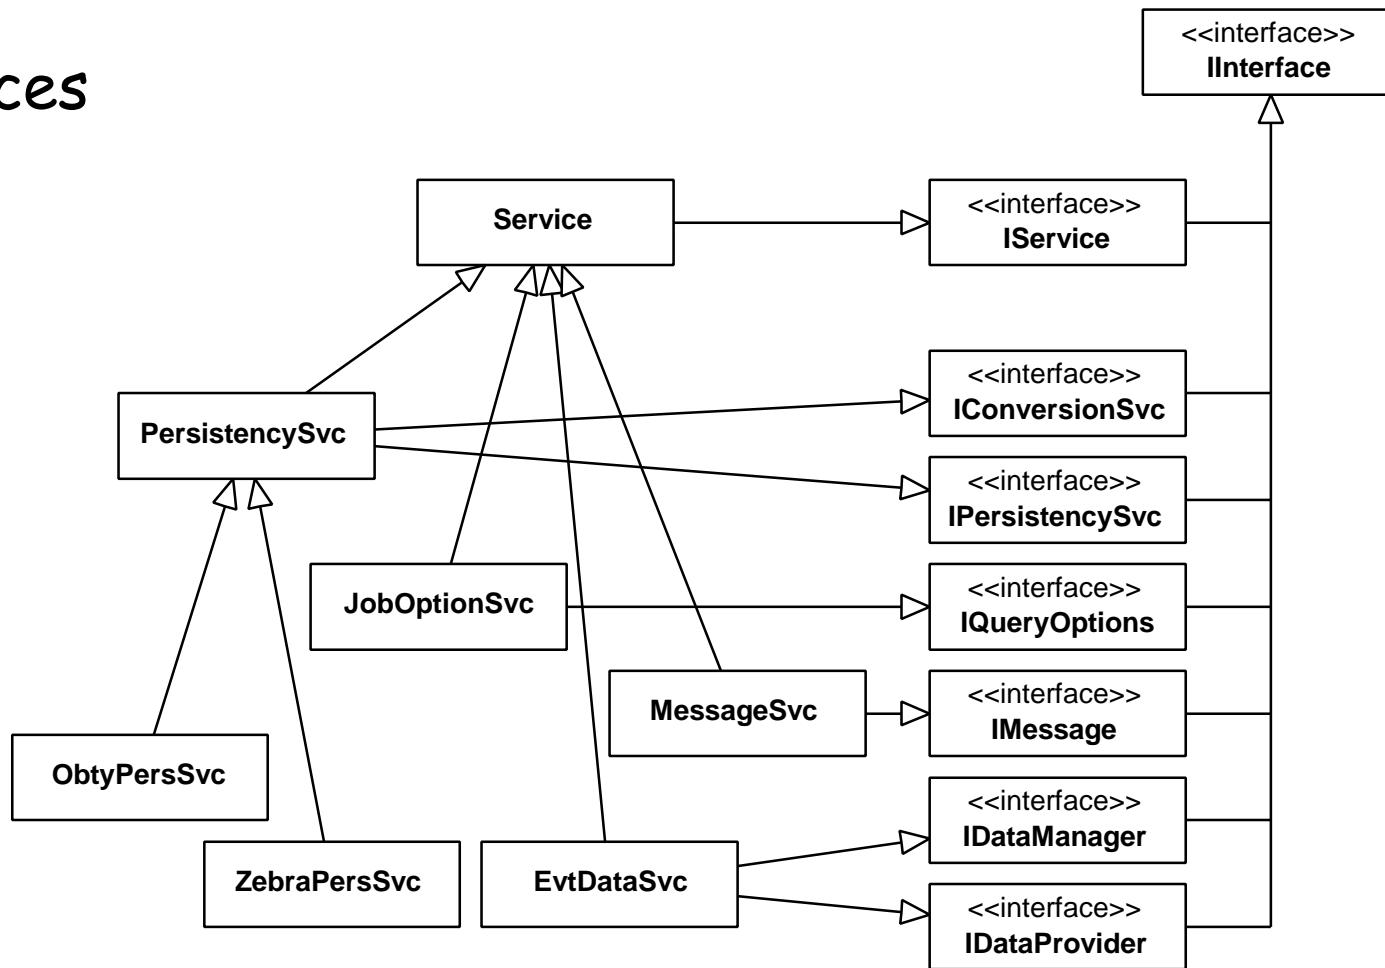 <<interface>>
IInterface
ces
Service
<<interface>>
IService
<<interface>>
IConversionSvc
PersistencySvc
<<interface>>
IPersistencySvc
<<interface>>
IQueryOptions
JobOptionSvc
<<interface>>
IMessage
MessageSvc
ObtyPersSvc
<<interface>>
IDataManager
ZebraPersSvc
EvtDataSvc
<<interface>>
IDataProvider